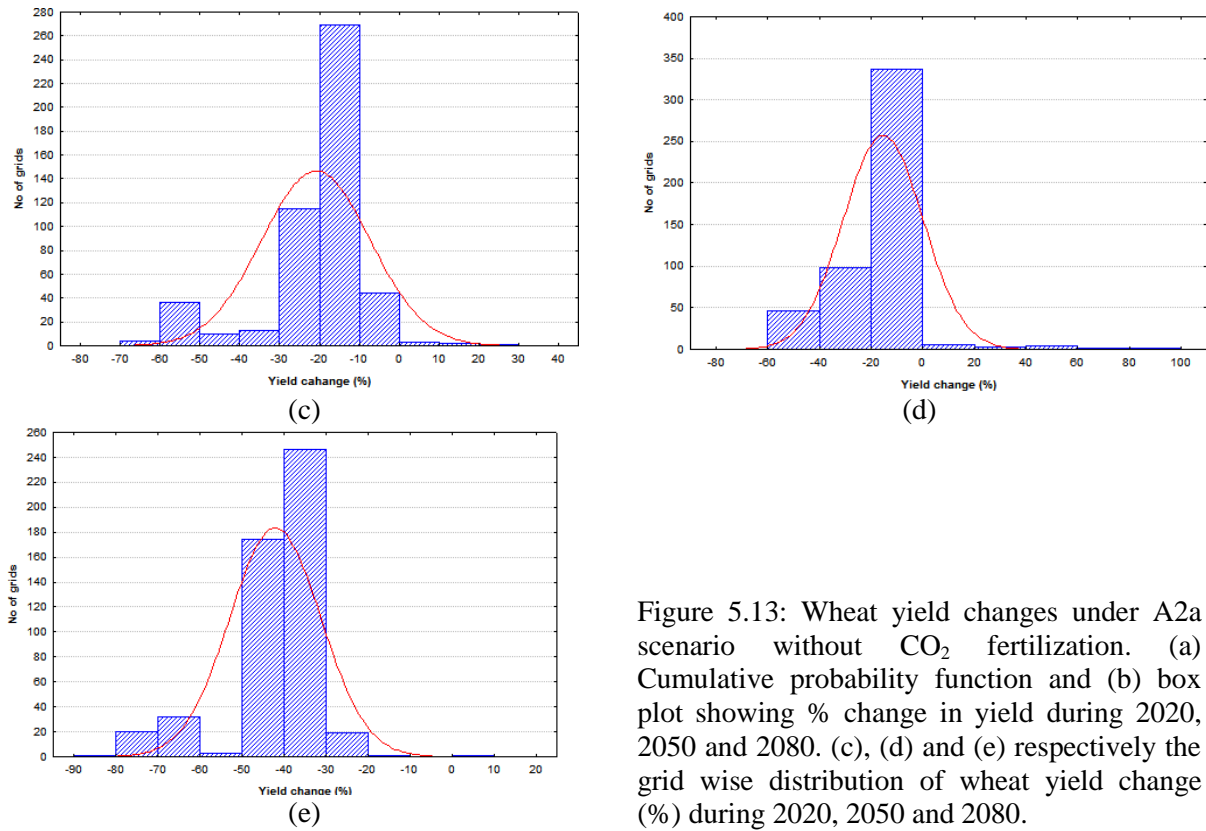 280
260
240
220
200
180
160
140
120
100
80
60
40
20
0
No of grids
-80 -70 -60 -50 -40 -30 -20 -10 0 10 20 30 40
Yield cahange (%)
(c)
400
350
300
250
200
150
100
50
0
No of grids
-80 -60 -40 -20 0 20 40 60 80 100
Yield change (%)
(d)
260
240
220
200
180
160
140
120
100
80
60
40
20
0
No of grids
-90 -80 -70 -60 -50 -40 -30 -20 -10 0 10 20
Yield change (%)
(e)
Figure 5.13: Wheat yield changes under A2a
scenario without CO₂ fertilization. (a)
Cumulative probability function and (b) box
plot showing % change in yield during 2020,
2050 and 2080. (c), (d) and (e) respectively the
grid wise distribution of wheat yield change
(%) during 2020, 2050 and 2080.